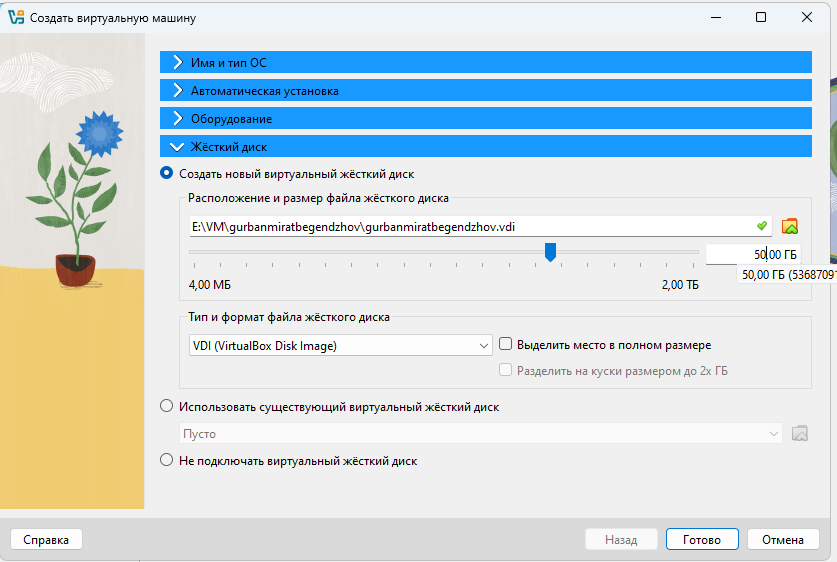 Создать виртуальную машину
Имя и тип ОС
Автоматическая установка
Оборудование
Жёсткий диск
Создать новый виртуальный жёсткий диск
Расположение и размер файла жёсткого диска
E:\VM\gurbanmiratbegendzhov\gurbanmiratbegendzhov.vdi
50,00 ГБ
4,00 МБ
2,00 ТБ
50,00 ГБ (5368709
Тип и формат файла жёсткого диска
VDI (VirtualBox Disk Image)
Выделить место в полном размере
Разделить на куски размером до 2х ГБ
Использовать существующий виртуальный жёсткий диск
Пусто
Не подключать виртуальный жёсткий диск
Справка
Назад
Готово
Отмена